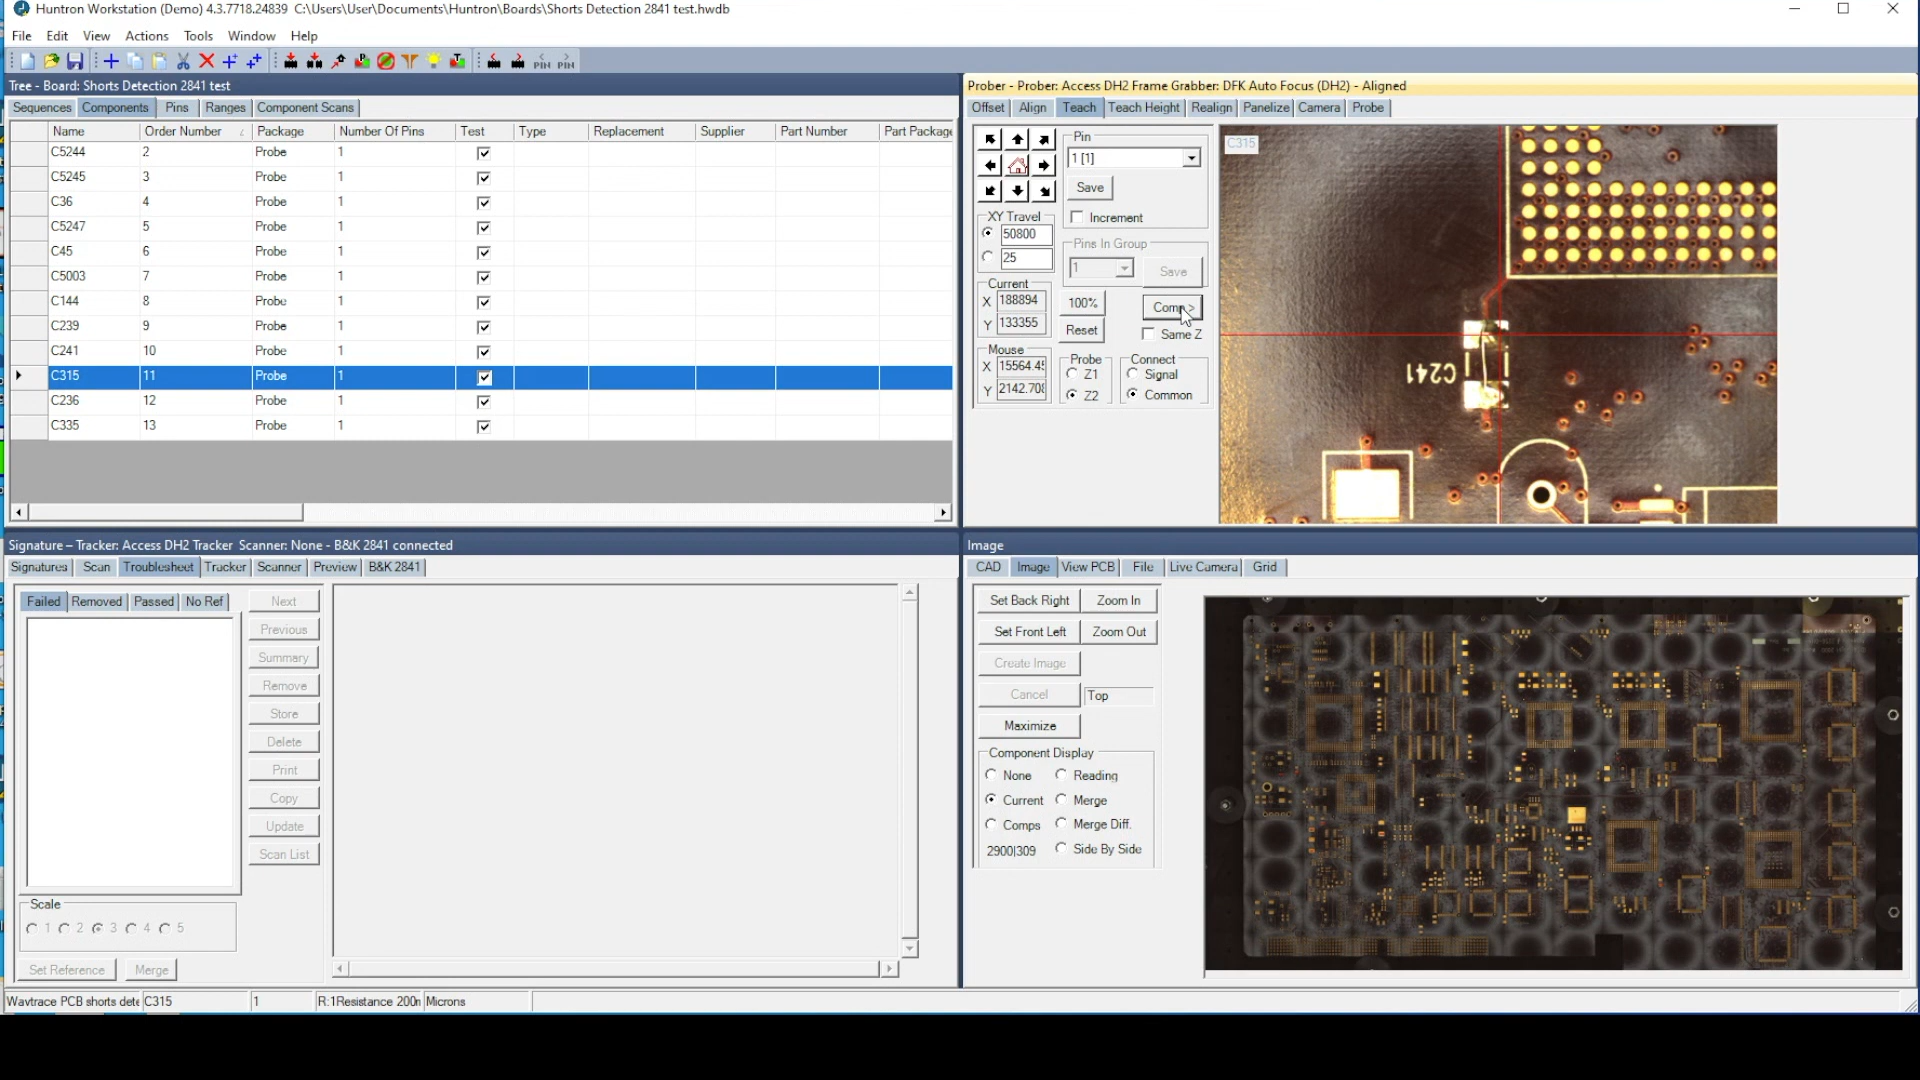 Huntron Workstation (Demo) 4.3.7718.24839 C:\Users\User\Documents\Huntron\Boards\Shorts Detection 2841 test.hwdb
File Edit View Actions Tools Window Help
Tree - Board: Shorts Detection 2841 test
Sequences Components Pins Ranges Component Scans
Name Order Number Package Number Of Pins Test Type Replacement Supplier Part Number Part Package
C5244 2 Probe 1
C5245 3 Probe 1
C36 4 Probe 1
C5247 5 Probe 1
C45 6 Probe 1
C5003 7 Probe 1
C144 8 Probe 1
C239 9 Probe 1
C241 10 Probe 1
C315 11 Probe 1
C236 12 Probe 1
C335 13 Probe 1
Prober - Prober: Access DH2 Frame Grabber: DFK Auto Focus (DH2) - Aligned
Offset Align Teach Teach Height Realign Panelize Camera Probe
Pin
1 [1]
Save
Increment
XY Travel
50800
25
Pins In Group
1 Save
Current
X 188894
Y 133355
100%
Reset
Comp >
Same Z
Mouse
X 15564.4
Y 2142.70
Probe
Z1
Z2
Connect
Signal
Common
C315
C241
Signature – Tracker: Access DH2 Tracker Scanner: None - B&K 2841 connected
Signatures Scan Troublesheet Tracker Scanner Preview B&K 2841
Failed Removed Passed No Ref
Next
Previous
Summary
Remove
Store
Delete
Print
Copy
Update
Scan List
Scale
1 2 3 4 5
Set Reference Merge
Image
CAD Image View PCB File Live Camera Grid
Set Back Right Zoom In
Set Front Left Zoom Out
Create Image
Cancel Top
Maximize
Component Display
None Reading
Current Merge
Comps Merge Diff.
2900|309 Side By Side
Wavtrace PCB shorts dete C315 1 R:1Resistance 200m Microns